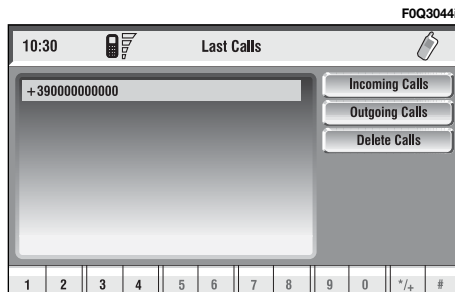 F0Q3044i
10:30 Last Calls
+390000000000
Incoming Calls
Outgoing Calls
Delete Calls
1 2 3 4 5 6 7 8 9 0 */+ #